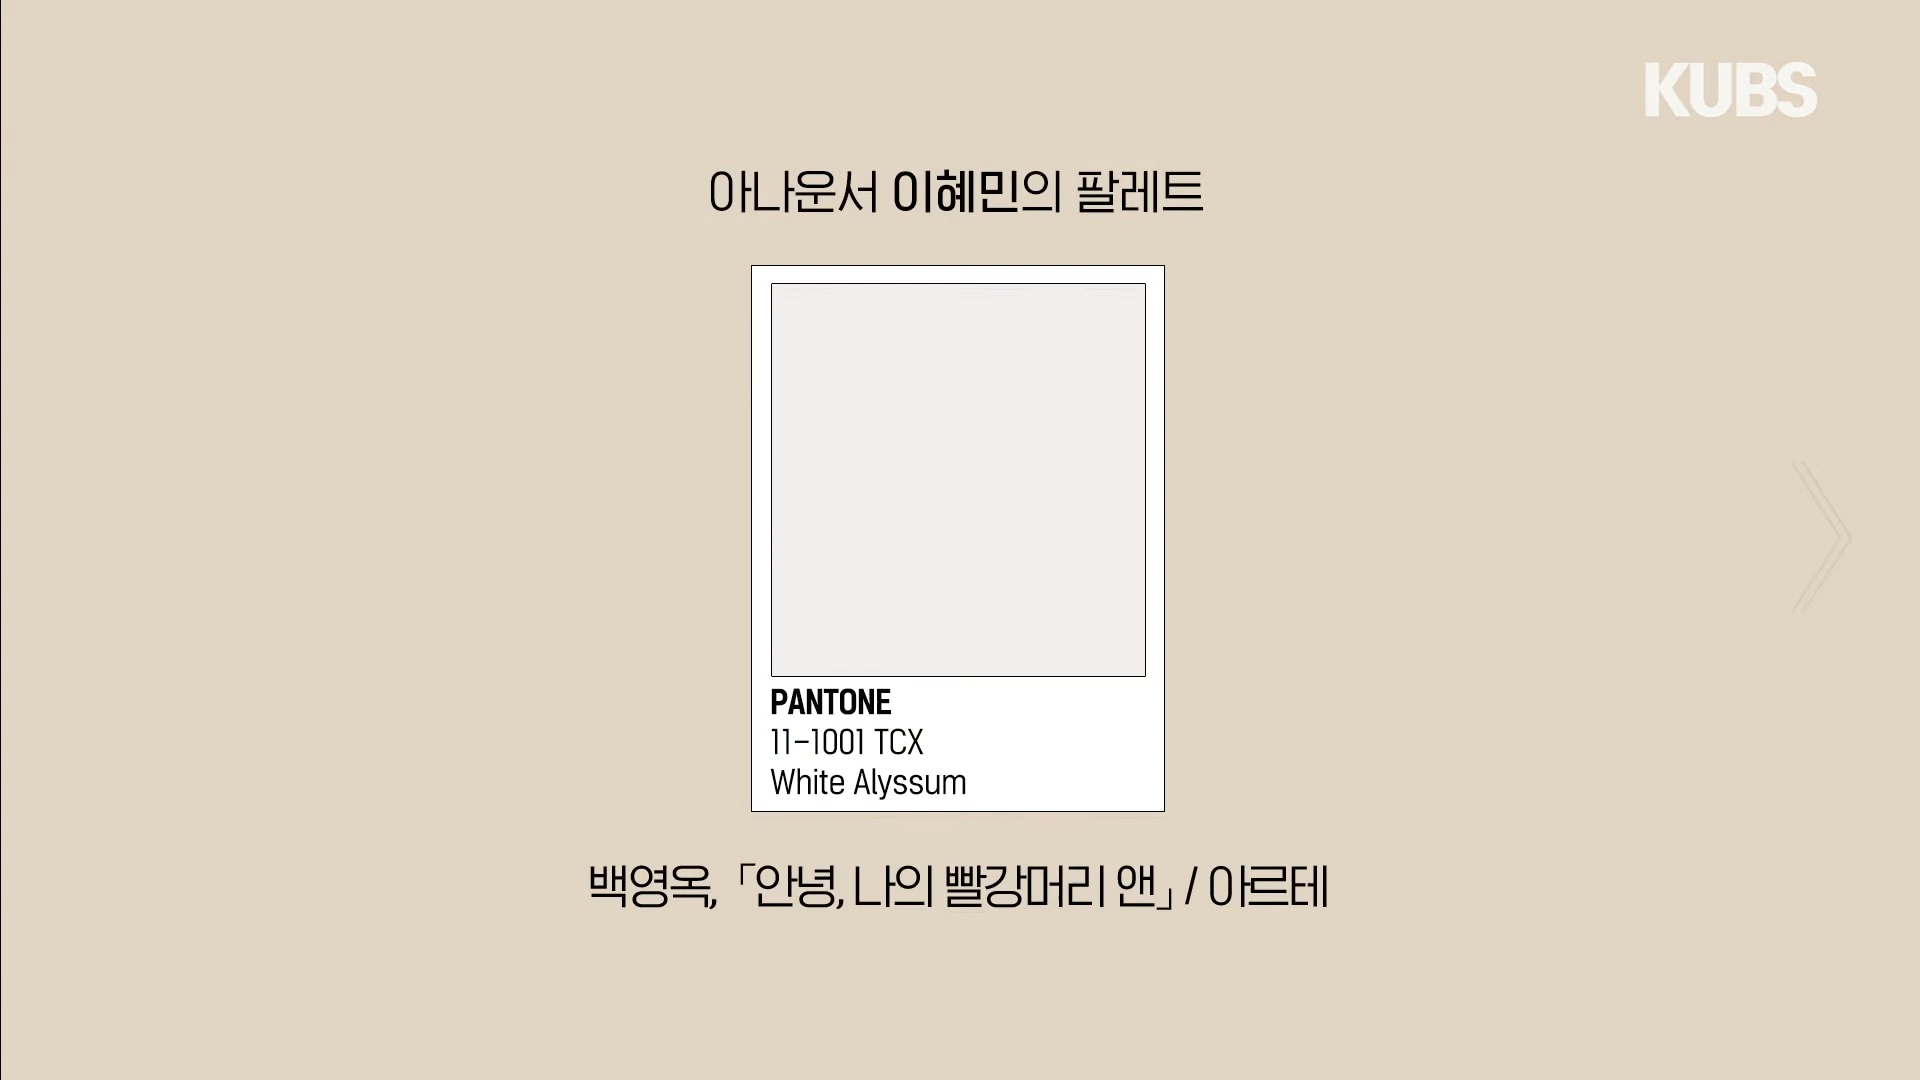 KUBS
아나운서 이혜민의 팔레트
PANTONE
11-1001 TCX
White Alyssum
백영옥, 「안녕, 나의 빨강머리 앤」 / 아르테